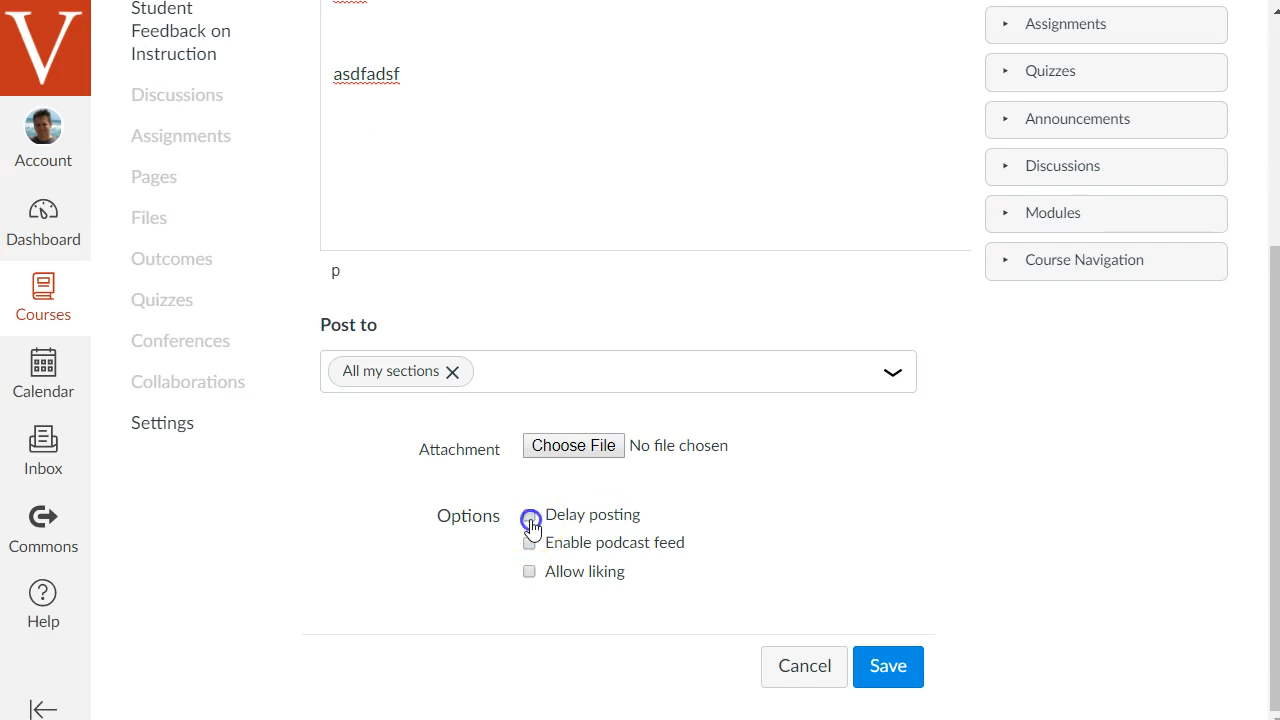 V
Account
Dashboard
Courses
Calendar
Inbox
Commons
Help
Student
Feedback on
Instruction
Discussions
Assignments
Pages
Files
Outcomes
Quizzes
Conferences
Collaborations
Settings
asdfadsf
p
Post to
All my sections
Attachment
Choose File No file chosen
Options
Delay posting
Enable podcast feed
Allow liking
Cancel
Save
Assignments
Quizzes
Announcements
Discussions
Modules
Course Navigation